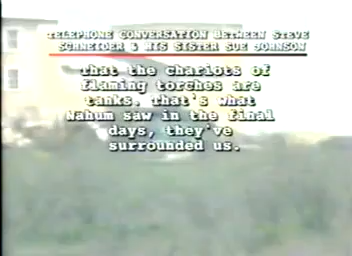 TELEPHONE CONVERSATION BETWEEN STEVE
SCHNEIDER & HIS SISTER SUE JOHNSON
that the chariots of
flaming torches are
tanks. That's what
Nahum saw in the final
days, they've
surrounded us.